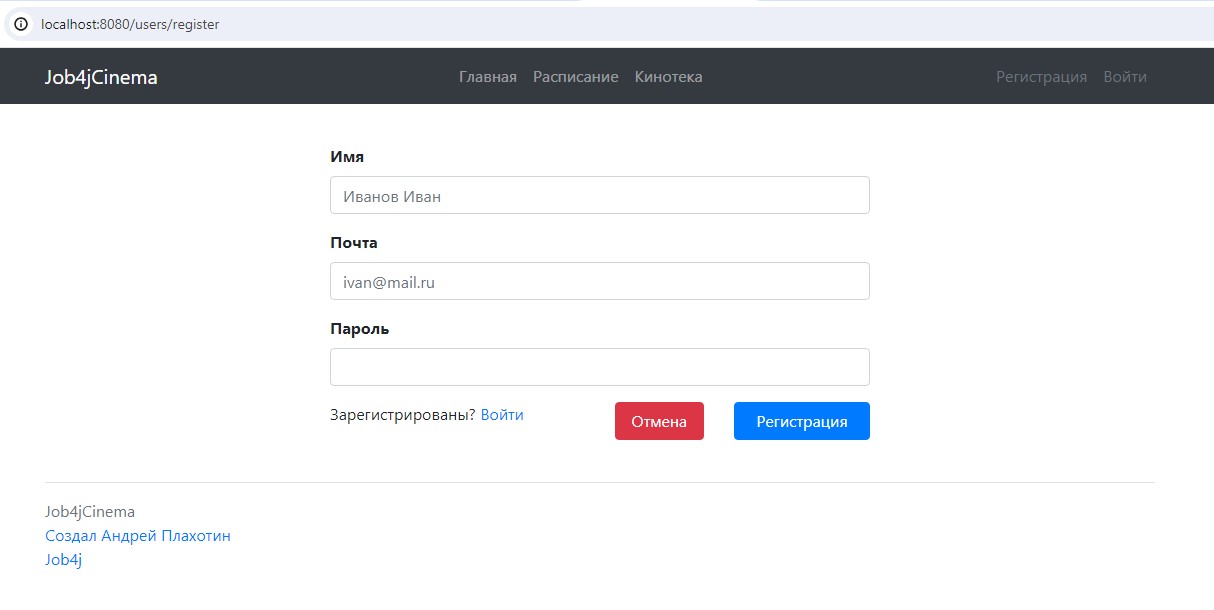 localhost:8080/users/register
Job4jCinema Главная Расписание Кинотека Регистрация Войти
Имя
Иванов Иван
Почта
ivan@mail.ru
Пароль
Зарегистрированы? Войти Отмена Регистрация
Job4jCinema
Создал Андрей Плахотин
Job4j